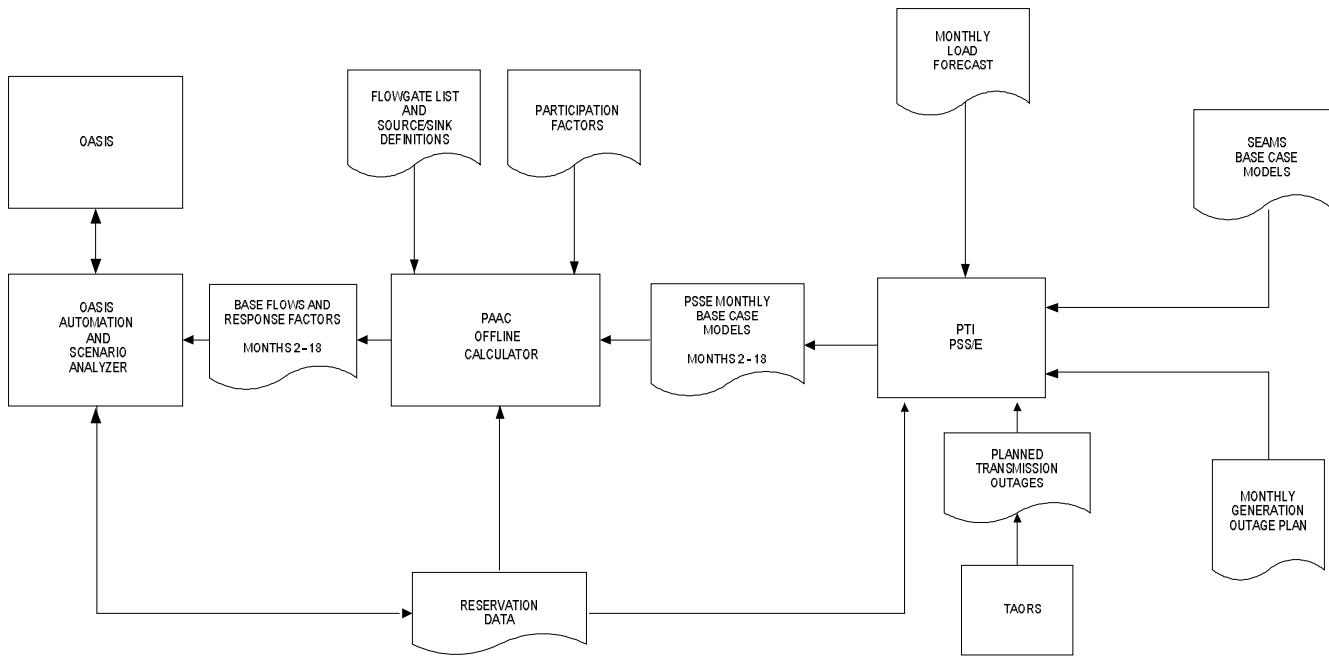 MONTHLY
LOAD
FORECAST
OASIS
FLOWGATE LIST
AND
SOURCE/SINK
DEFINITIONS
PARTICIPATION
FACTORS
SEAMS
BASE CASE
MODELS
OASIS
AUTOMATION
AND
SCENARIO
ANALYZER
BASE FLOWS AND
RESPONSE FACTORS
MONTHS 2 - 18
PAAC
OFFLINE
CALCULATOR
PSSE MONTHLY
BASE CASE
MODELS
MONTHS 2 - 18
PTI
PSS/E
PLANNED
TRANSMISSION
OUTAGES
MONTHLY
GENERATION
OUTAGE PLAN
RESERVATION
DATA
TAORS